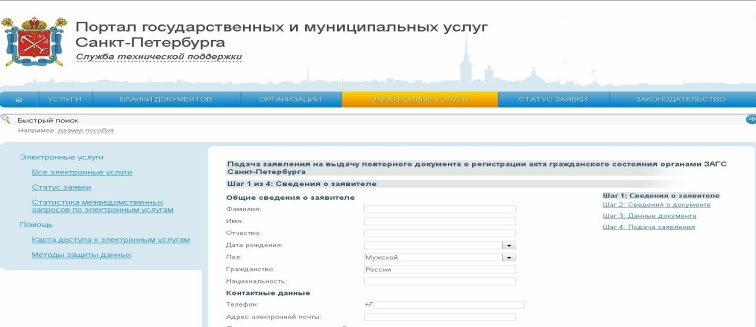 Портал государственных и муниципальных услуг
Санкт-Петербурга
Служба технической поддержки
УСЛУГИ
БЛАНКИ ДОКУМЕНТОВ
ОРГАНИЗАЦИИ
ЭЛЕКТРОННЫЕ УСЛУГИ
СТАТУС ЗАЯВКИ
ЗАКОНОДАТЕЛЬСТВО
Быстрый поиск
Например: размер пособия
Электронные услуги
Все электронные услуги
Статус заявки
Статистика межведомственных
запросов по электронным услугам
Помощь
Карта доступа к электронным услугам
Методы защиты данных
Подача заявления на выдачу повторного документа о регистрации акта гражданского состояния органами ЗАГС
Санкт-Петербурга
Шаг 1 из 4: Сведения о заявителе
Общие сведения о заявителе
Фамилия:
Имя:
Отчество:
Дата рождения:
Пол: Мужской
Гражданство: России
Национальность:
Контактные данные
Телефон: +7
Адрес электронной почты:
Шаг 1: Сведения о заявителе
Шаг 2: Сведения о документе
Шаг 3: Данные документа
Шаг 4: Подача заявления